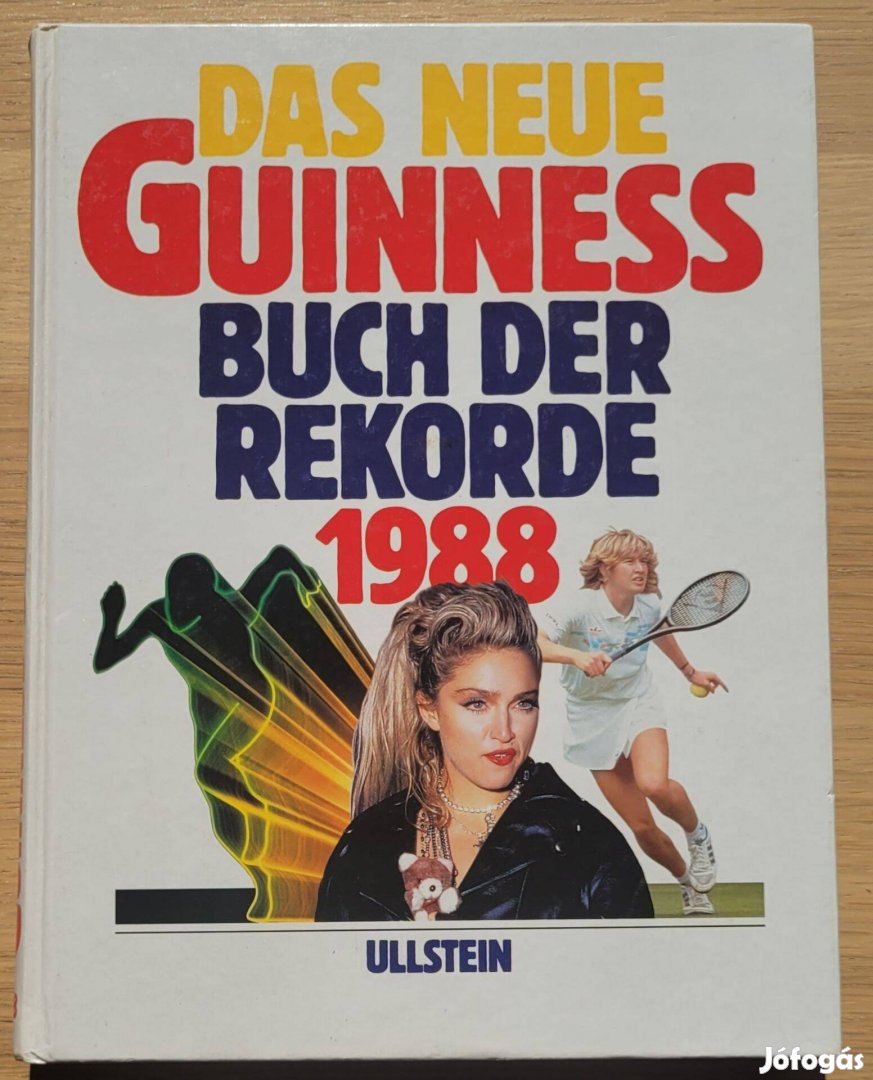 DAS NEUE
GUINNESS
BUCH DER
REKORDE
1988
ULLSTEIN
Jófogás